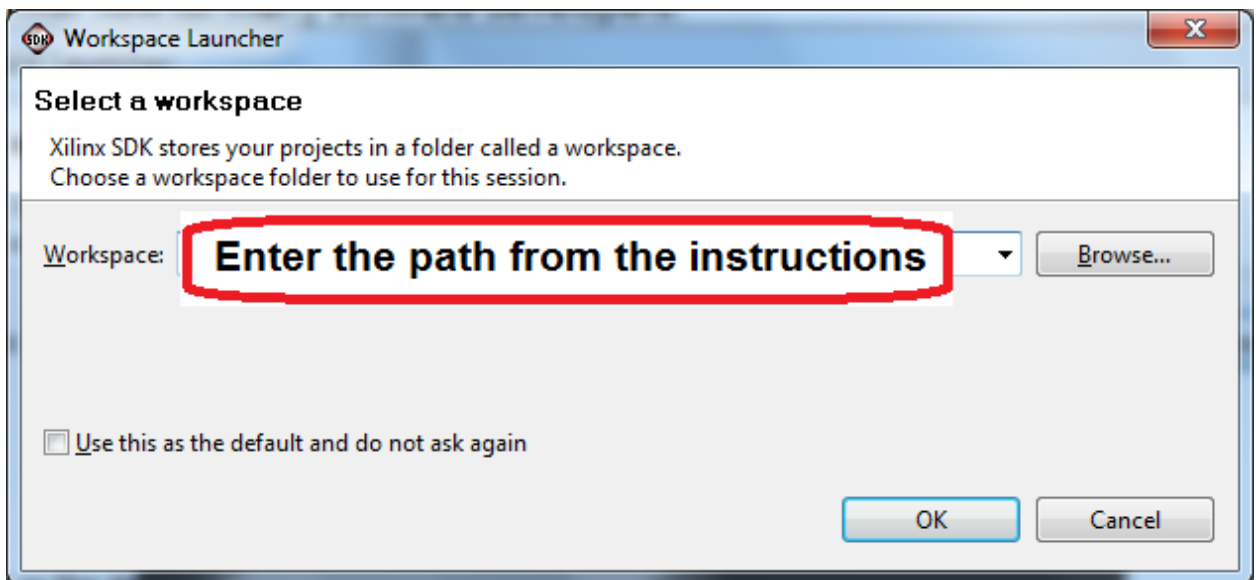 SDK Workspace Launcher
X
Select a workspace
Xilinx SDK stores your projects in a folder called a workspace.
Choose a workspace folder to use for this session.
Workspace: Enter the path from the instructions Browse...
Use this as the default and do not ask again
OK Cancel